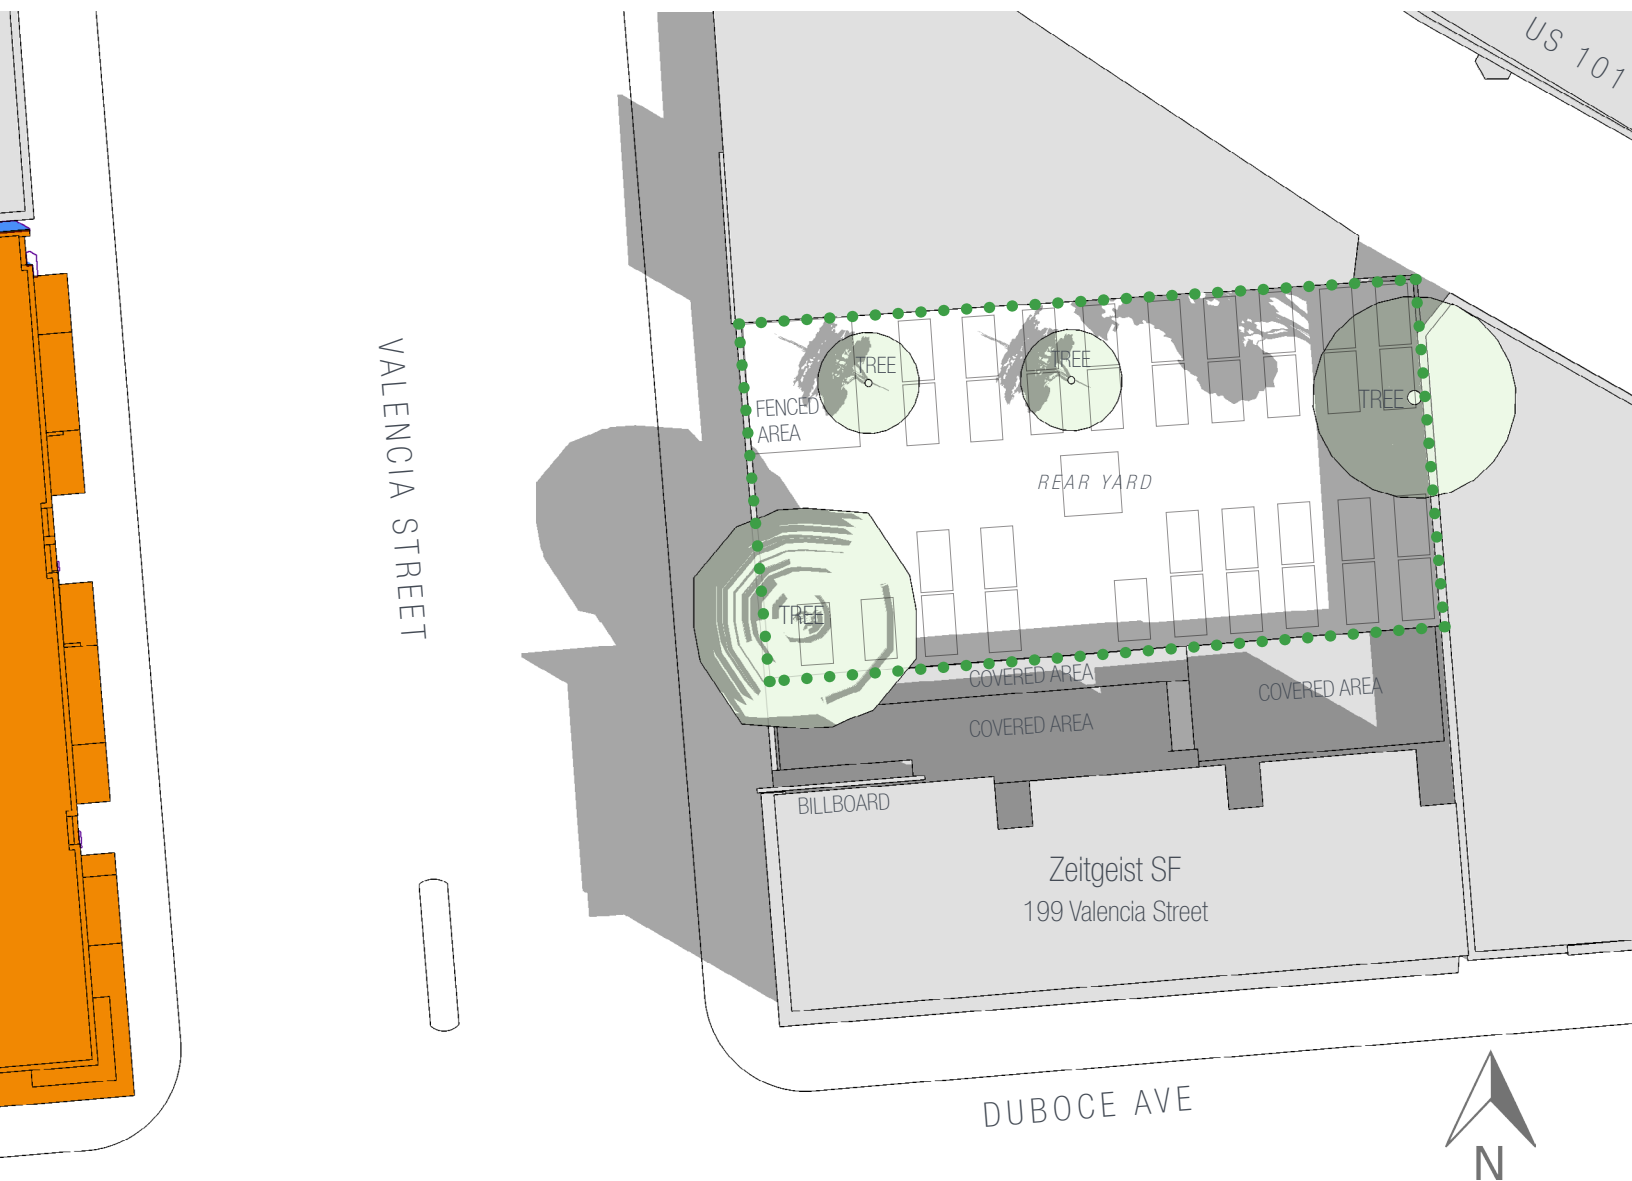 US 101
VALENCIA STREET
TREE
TREE
TREE
FENCED
AREA
REAR YARD
TREE
COVERED AREA
COVERED AREA
COVERED AREA
BILLBOARD
Zeitgeist SF
199 Valencia Street
DUBOCE AVE
N